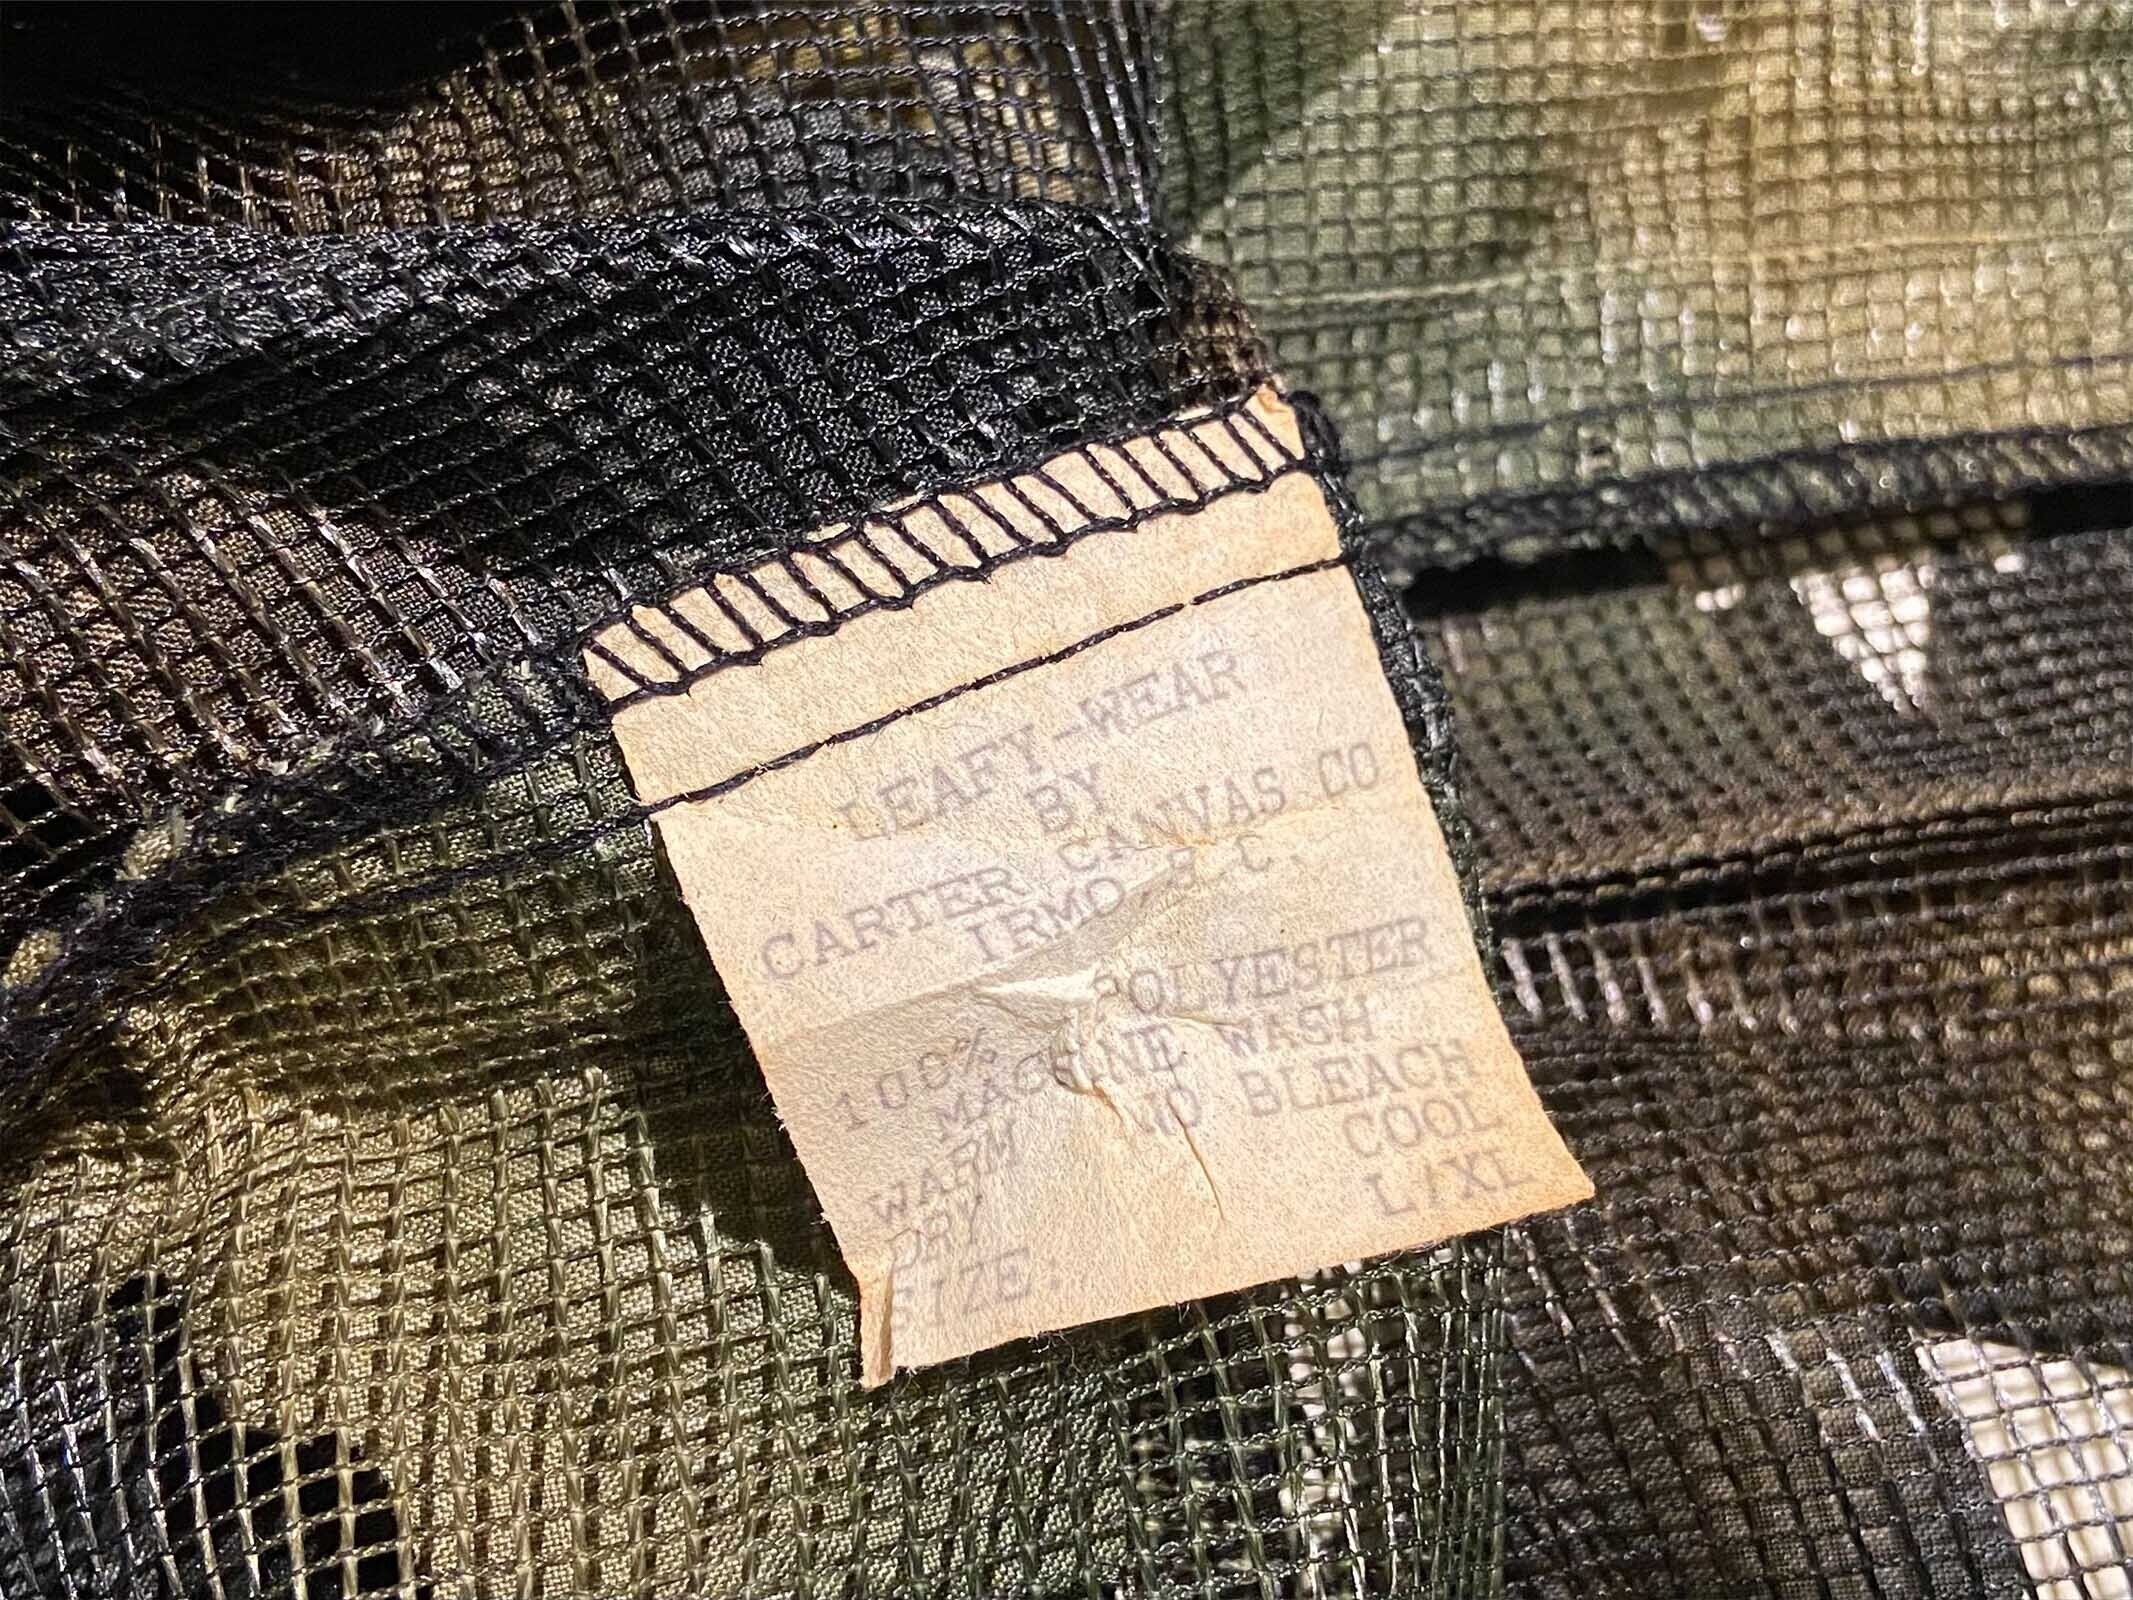 LEAFY-WEAR
BY
CARTER CANVAS CO
IRMO, S.C.
100% POLYESTER
MACHINE WASH
WARM NO BLEACH
DRY COOL
SIZE: L/XL